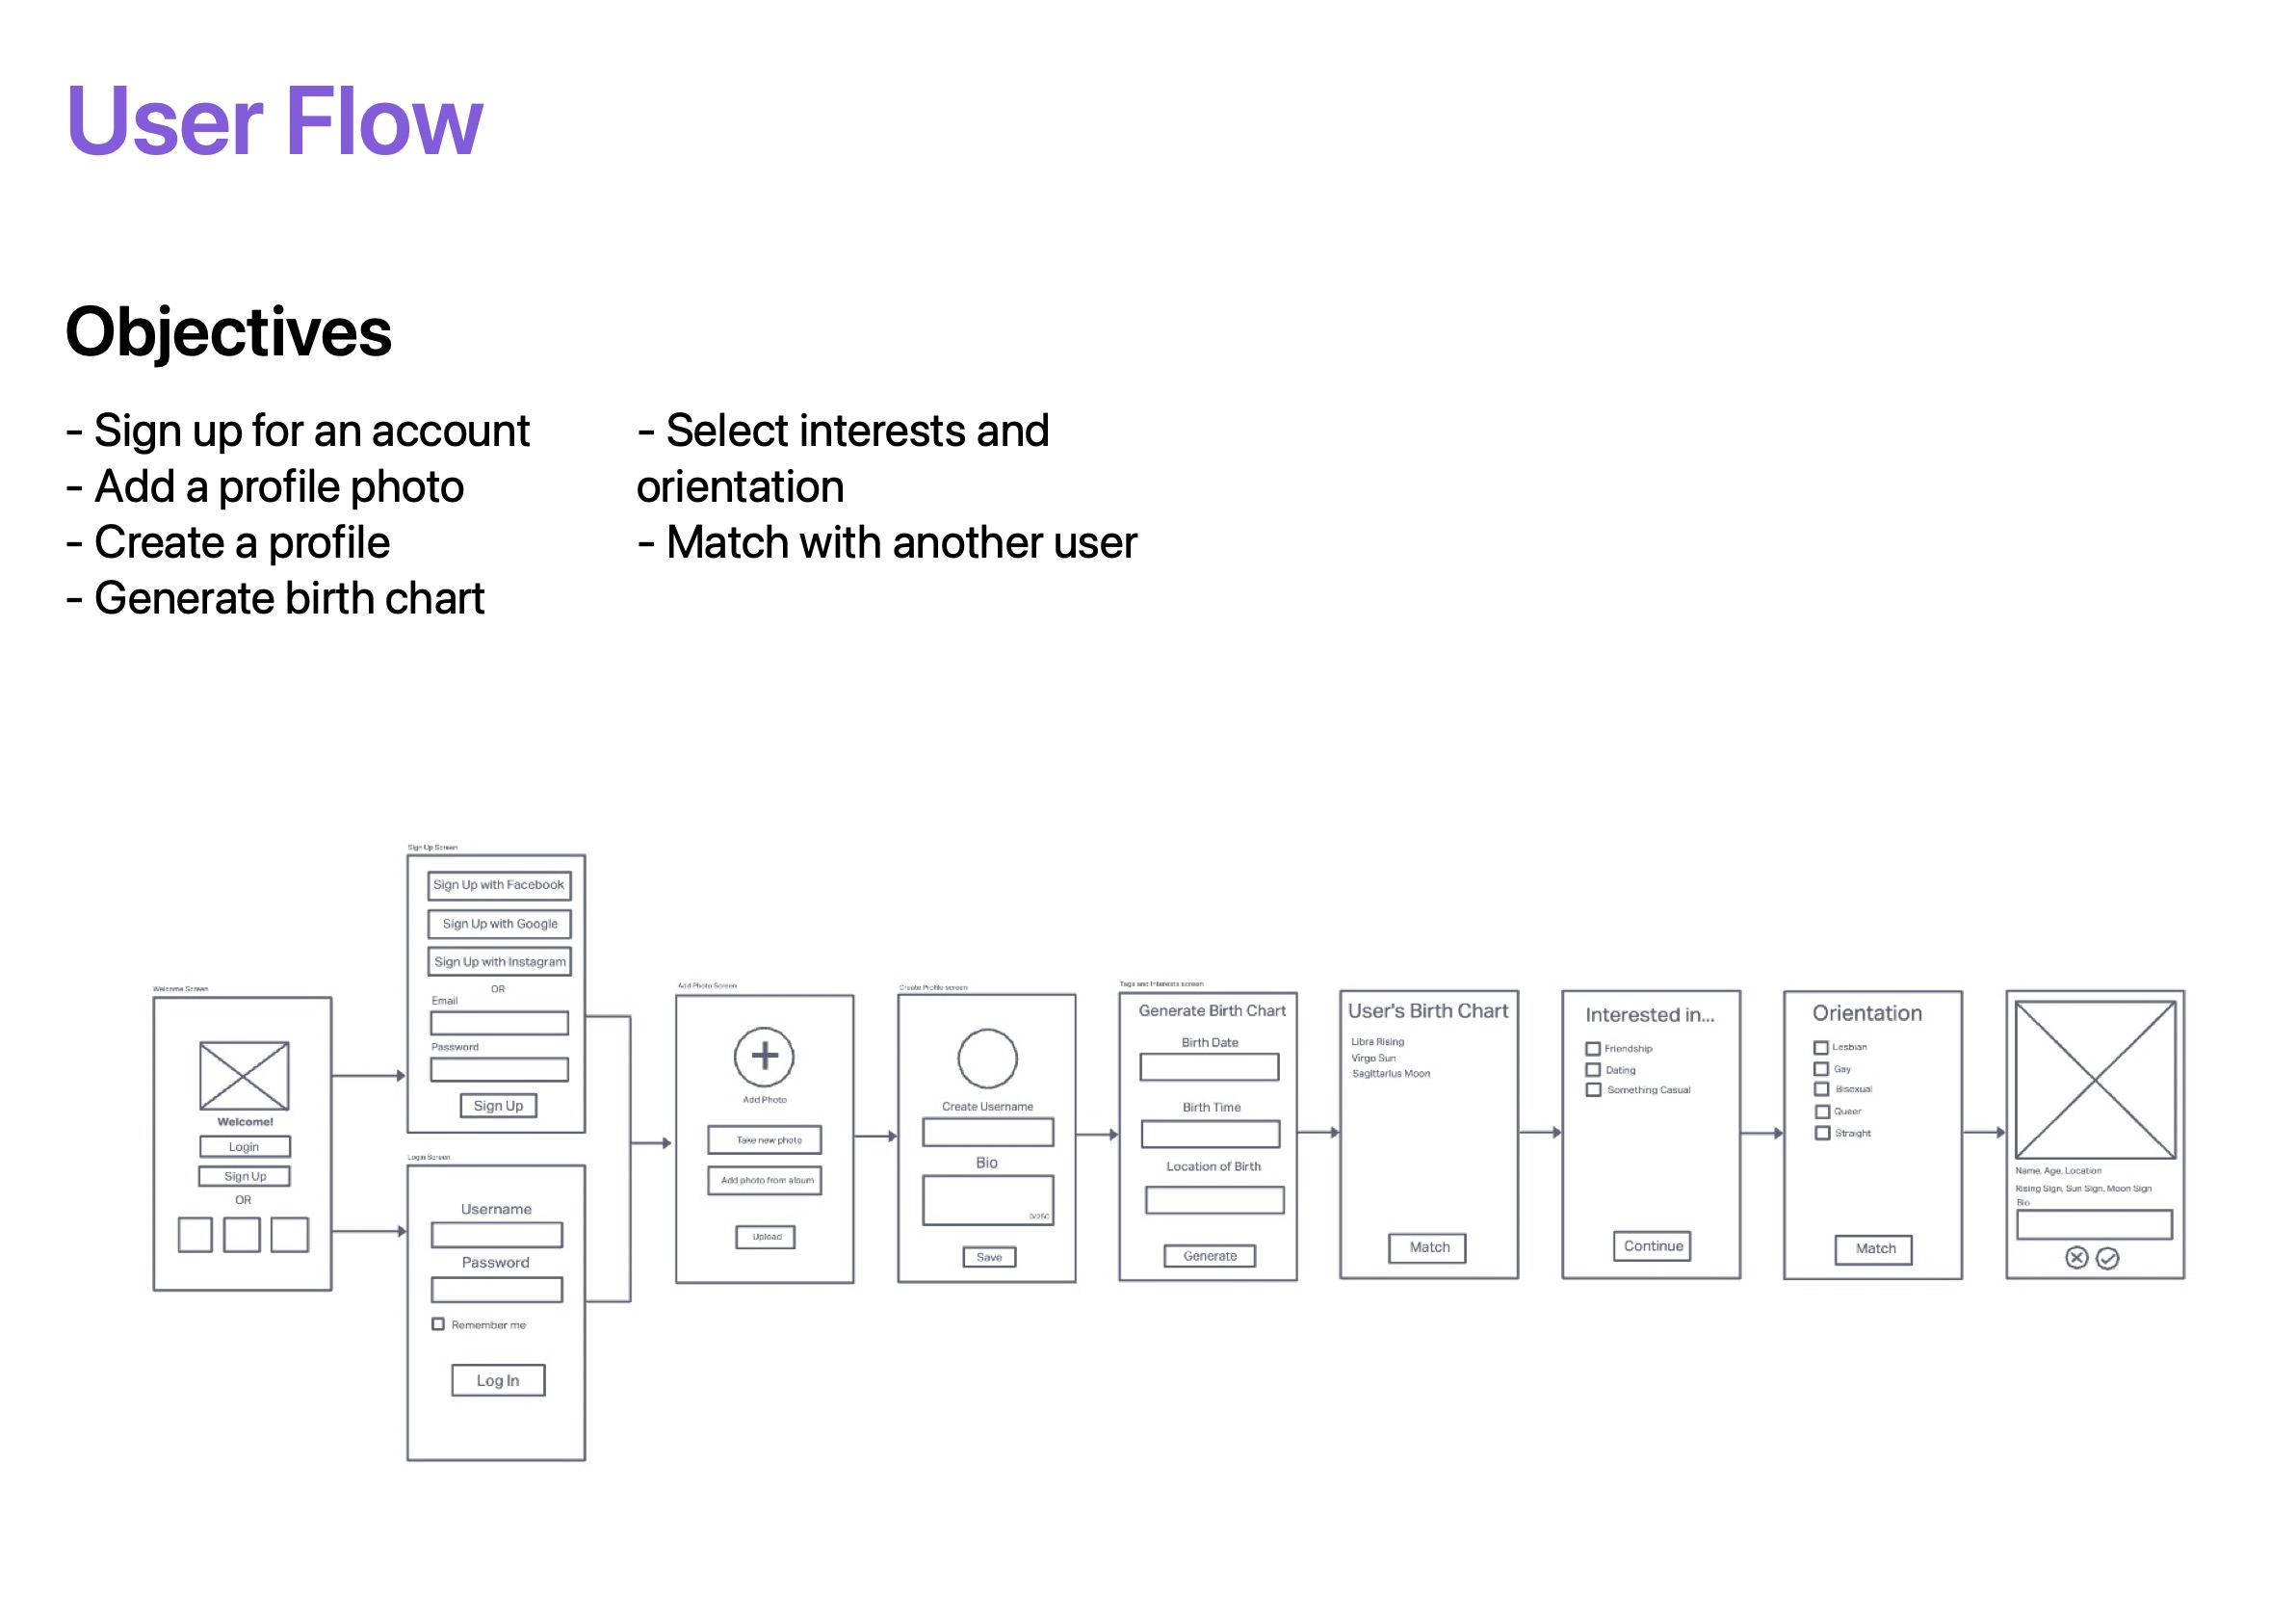 User Flow
Objectives
- Sign up for an account
- Add a profile photo
- Create a profile
- Generate birth chart
- Select interests and
orientation
- Match with another user
Welcome Screen
Welcome!
Login
Sign Up
OR
Sign Up Screen
Sign Up with Facebook
Sign Up with Google
Sign Up with Instagram
OR
Email
Password
Sign Up
Login Screen
Username
Password
Remember me
Log In
Add Photo Screen
Add Photo
Take new photo
Add photo from album
Upload
Create Profile screen
Create Username
Bio
0/250
Save
Tags and Interests screen
Generate Birth Chart
Birth Date
Birth Time
Location of Birth
Generate
User's Birth Chart
Libra Rising
Virgo Sun
Sagittarius Moon
Match
Interested in...
Friendship
Dating
Something Casual
Continue
Orientation
Lesbian
Gay
Bisexual
Queer
Straight
Match
Name, Age, Location
Rising Sign, Sun Sign, Moon Sign
Bio